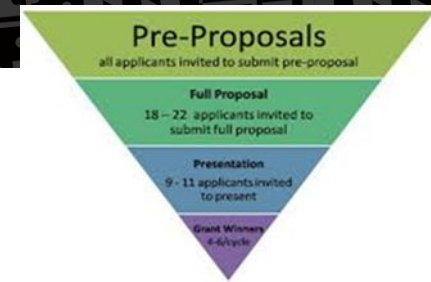 Pre-Proposals
all applicants invited to submit pre-proposal
Full Proposal
18 – 22 applicants invited to
submit full proposal
Presentation
9 - 11 applicants invited
to present
Grant Winners
4-6/cycle